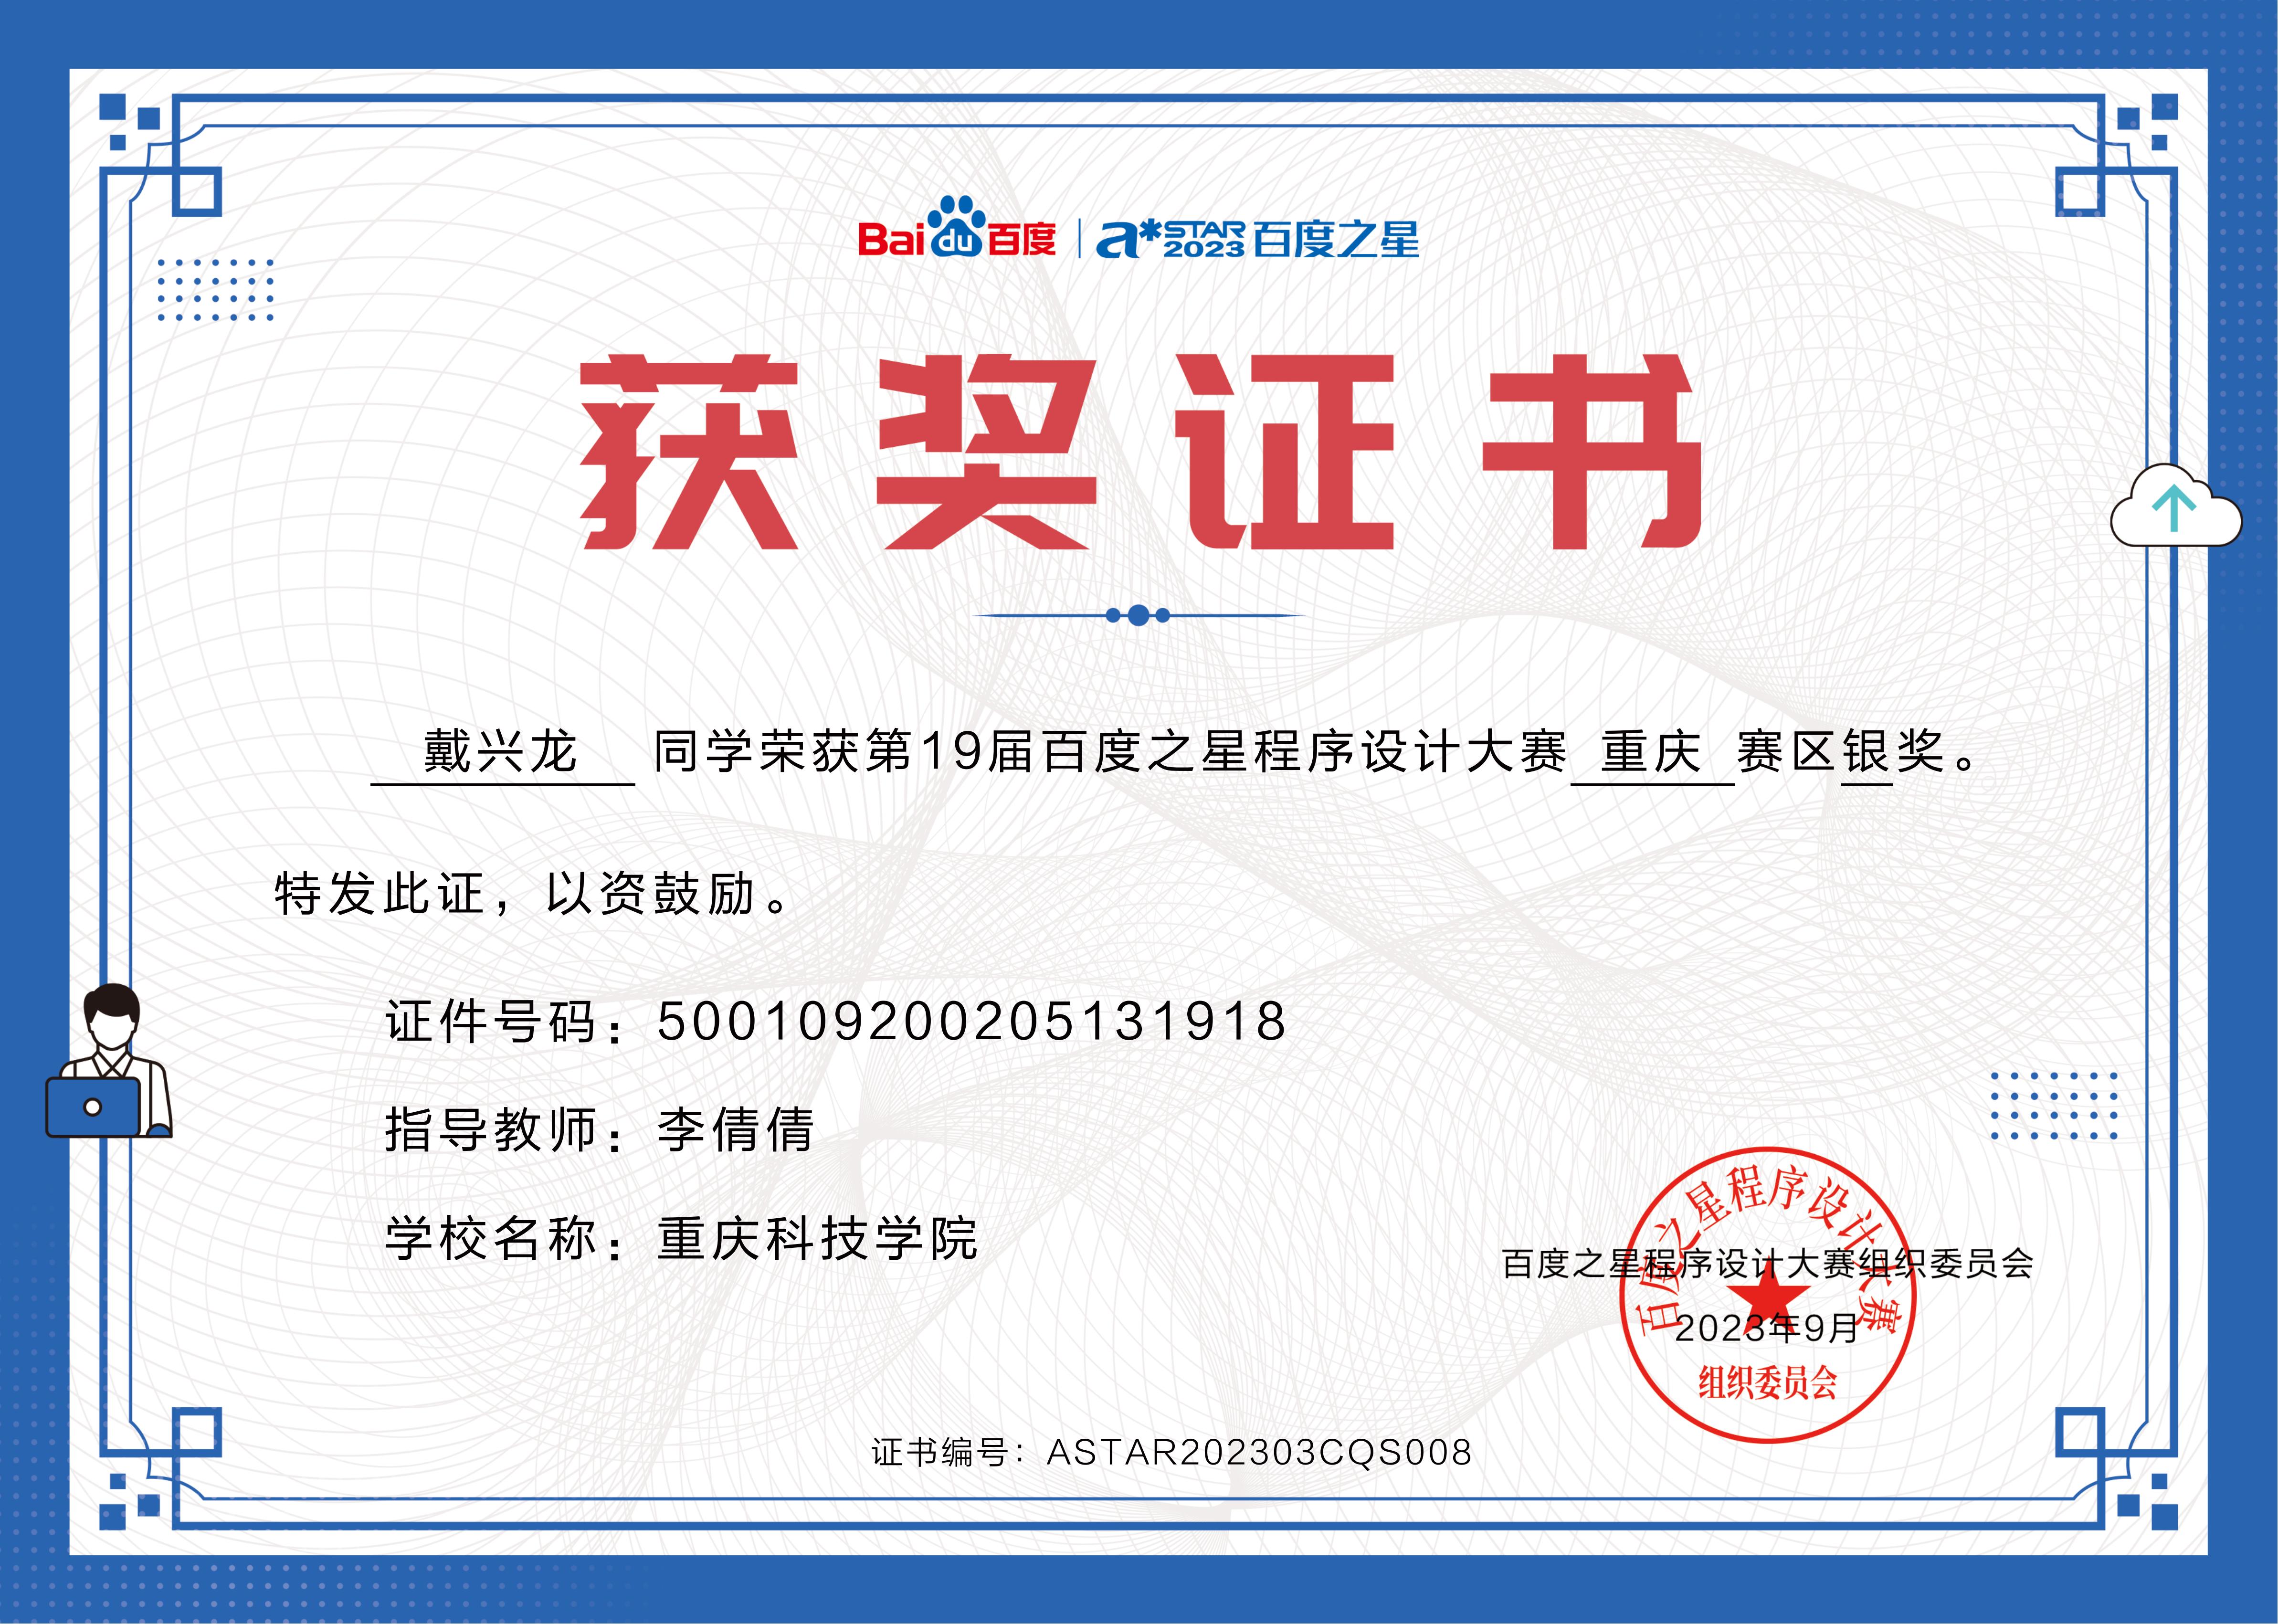 Bai du 百度 a*STAR 2023 百度之星
获奖证书
戴兴龙 同学荣获第19届百度之星程序设计大赛 重庆 赛区银奖。
特发此证，以资鼓励。
证件号码：500109200205131918
指导教师：李倩倩
学校名称：重庆科技学院
百度之星程序设计大赛
百度之星程序设计大赛组织委员会
2023年9月
组织委员会
证书编号：ASTAR202303CQS008